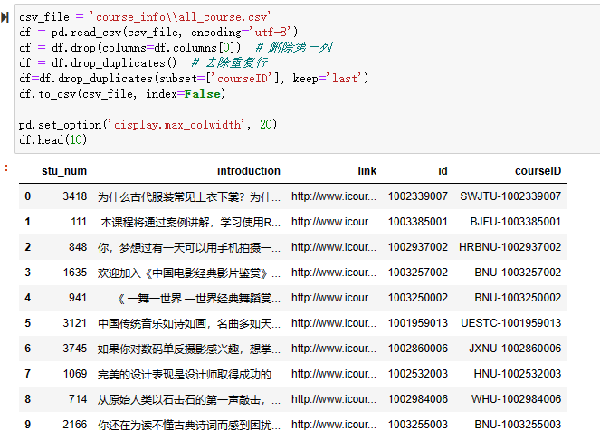 csv_file = 'course_info\\all_course.csv'
df = pd.read_csv(csv_file, encoding='utf-8')
df = df.drop(columns=df.columns[0])  # 删除第一列
df = df.drop_duplicates()  # 去除重复行
df=df.drop_duplicates(subset=['courseID'], keep='last')
df.to_csv(csv_file, index=False)
pd.set_option('display.max_colwidth', 20)
df.head(10)
stu_num introduction link id courseID
0 3418 为什么古代服装常见上衣下裳？为什... http://www.icour... 1002339007 SWJTU-1002339007
1 111 本课程将通过案例讲解，学习使用R... http://www.icour... 1003385001 BJFU-1003385001
2 848 你，梦想过有一天可以用手机拍摄一... http://www.icour... 1002937002 HRBNU-1002937002
3 1635 欢迎加入《中国电影经典影片鉴赏》... http://www.icour... 1003257002 BNU-1003257002
4 941 《一舞一世界 —世界经典舞蹈赏... http://www.icour... 1003250002 BNU-1003250002
5 3121 中国传统音乐如诗如画，名曲多如天... http://www.icour... 1001959013 UESTC-1001959013
6 3745 如果你对数码单反摄影感兴趣，想掌... http://www.icour... 1002860006 JXNU-1002860006
7 1069 完美的设计表现是设计师取得成功的... http://www.icour... 1002532003 HNU-1002532003
8 714 从原始人类以石击石的第一声敲击，... http://www.icour... 1002984006 WHU-1002984006
9 2166 你还在为读不懂古典诗词而感到困扰... http://www.icour... 1003255003 BNU-1003255003